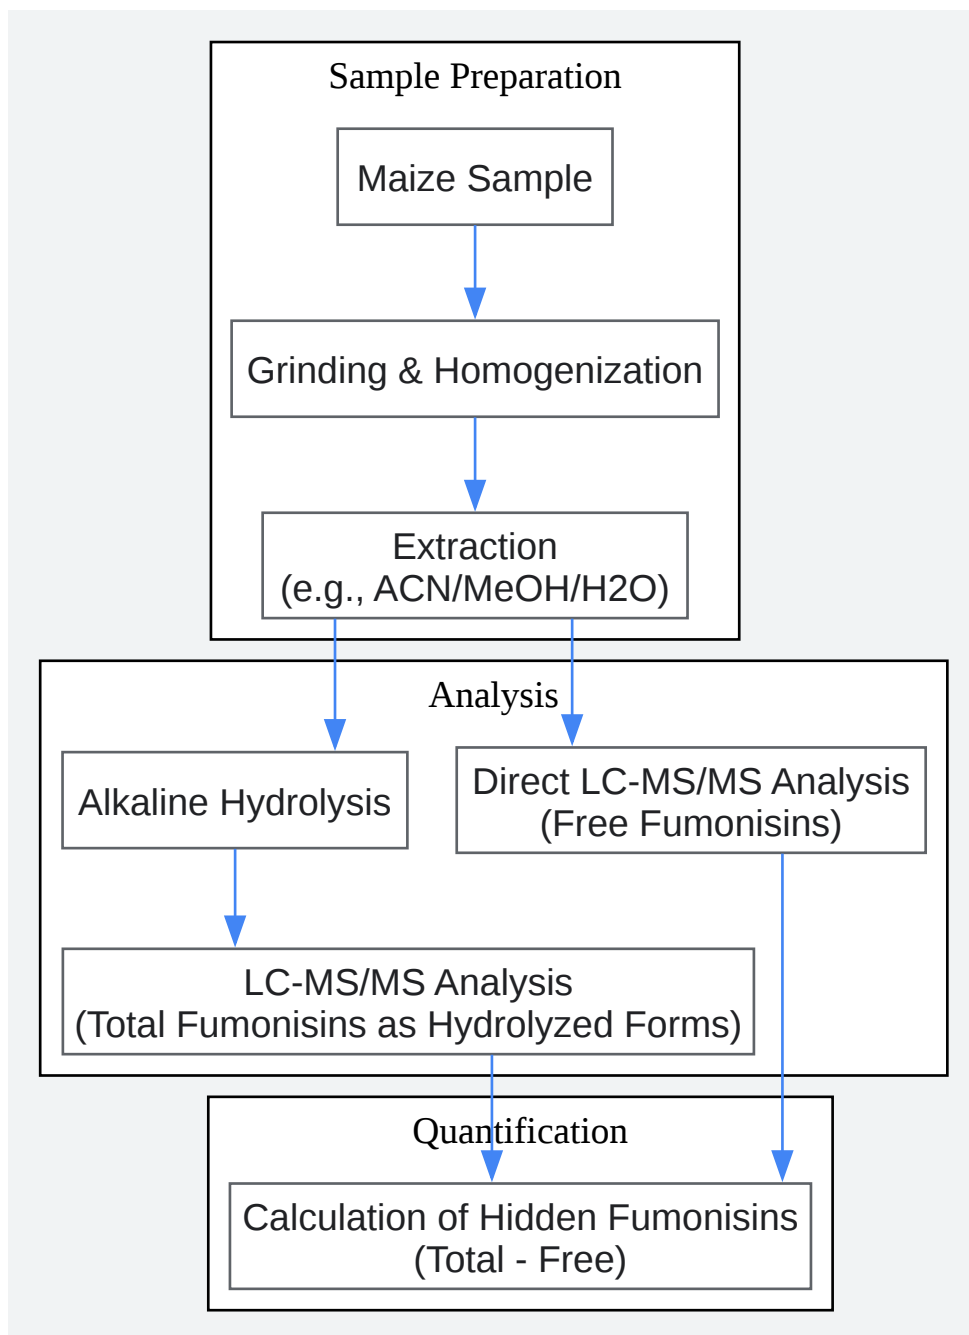 Sample Preparation
Maize Sample
Grinding & Homogenization
Extraction
(e.g., ACN/MeOH/H2O)
Analysis
Alkaline Hydrolysis
Direct LC-MS/MS Analysis
(Free Fumonisins)
LC-MS/MS Analysis
(Total Fumonisins as Hydrolyzed Forms)
Quantification
Calculation of Hidden Fumonisins
(Total - Free)